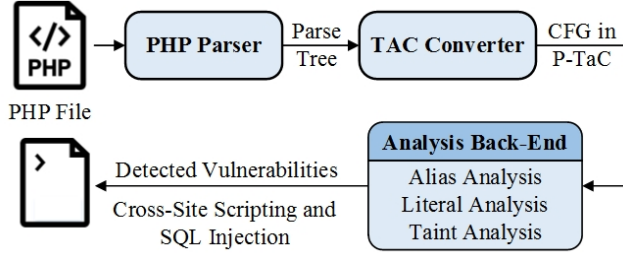 </>
PHP
PHP File
PHP Parser
Parse
Tree
TAC Converter
CFG in
P-TaC
Analysis Back-End
Alias Analysis
Literal Analysis
Taint Analysis
Detected Vulnerabilities
Cross-Site Scripting and
SQL Injection
>